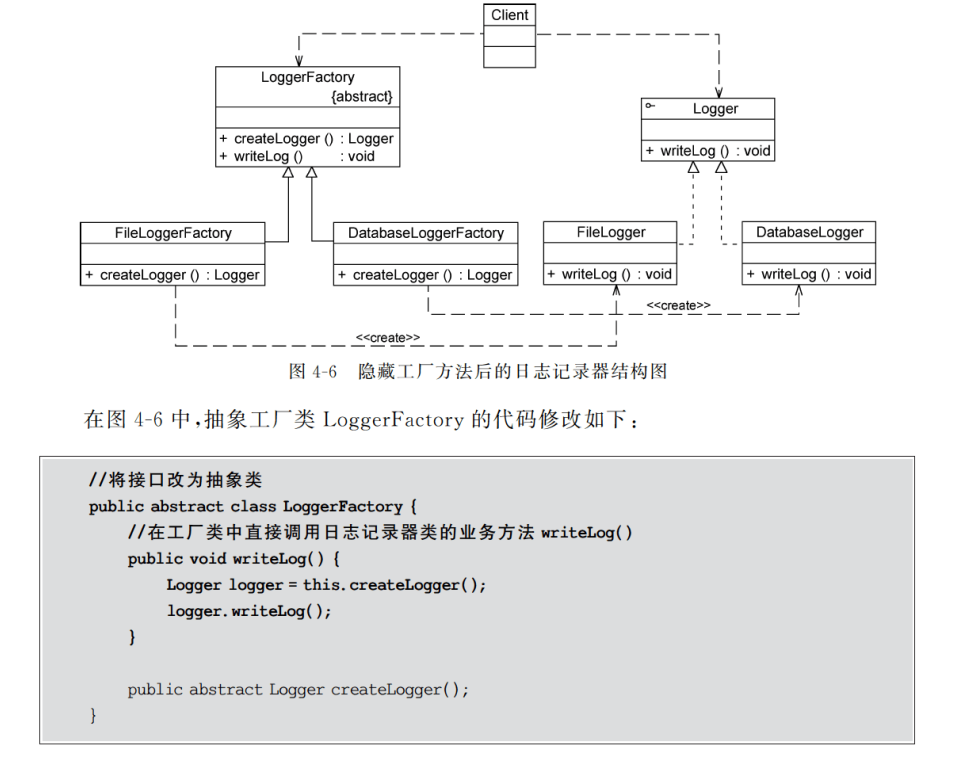 Client
LoggerFactory
{abstract}
+ createLogger () : Logger
+ writeLog () : void
Logger
+ writeLog () : void
FileLoggerFactory
+ createLogger () : Logger
DatabaseLoggerFactory
+ createLogger () : Logger
FileLogger
+ writeLog () : void
DatabaseLogger
+ writeLog () : void
<<create>>
<<create>>
图 4-6 隐藏工厂方法后的日志记录器结构图
在图 4-6 中,抽象工厂类 LoggerFactory 的代码修改如下:
//将接口改为抽象类
public abstract class LoggerFactory {
//在工厂类中直接调用日志记录器类的业务方法 writeLog()
public void writeLog() {
Logger logger = this.createLogger();
logger.writeLog();
}
public abstract Logger createLogger();
}